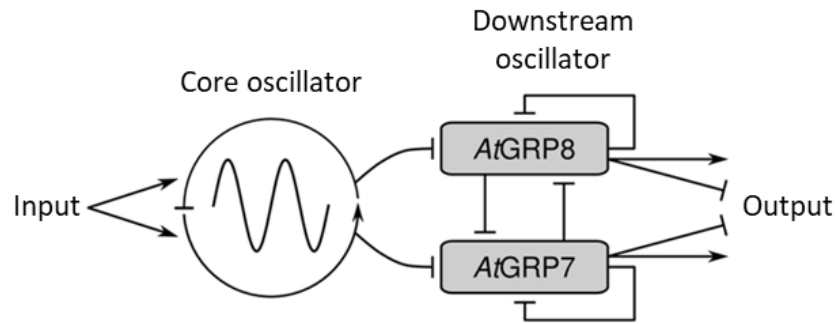 Downstream
oscillator
Core oscillator
AtGRP8
Input
Output
AtGRP7